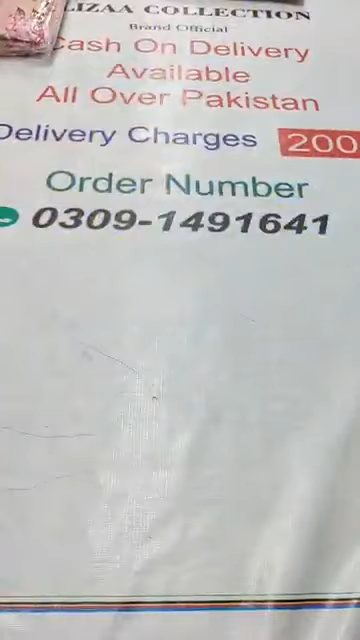 LIZAA COLLECTION
Brand Official
Cash On Delivery
Available
All Over Pakistan
Delivery Charges 200
Order Number
0309-1491641